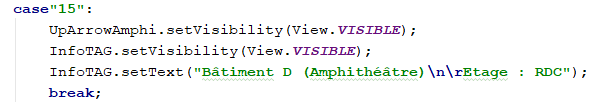 case"15":
UpArrowAmphi.setVisibility(View.VISIBLE);
InfoTAG.setVisibility(View.VISIBLE);
InfoTAG.setText("Bâtiment D (Amphithéâtre)\n\rEtage : RDC");
break;